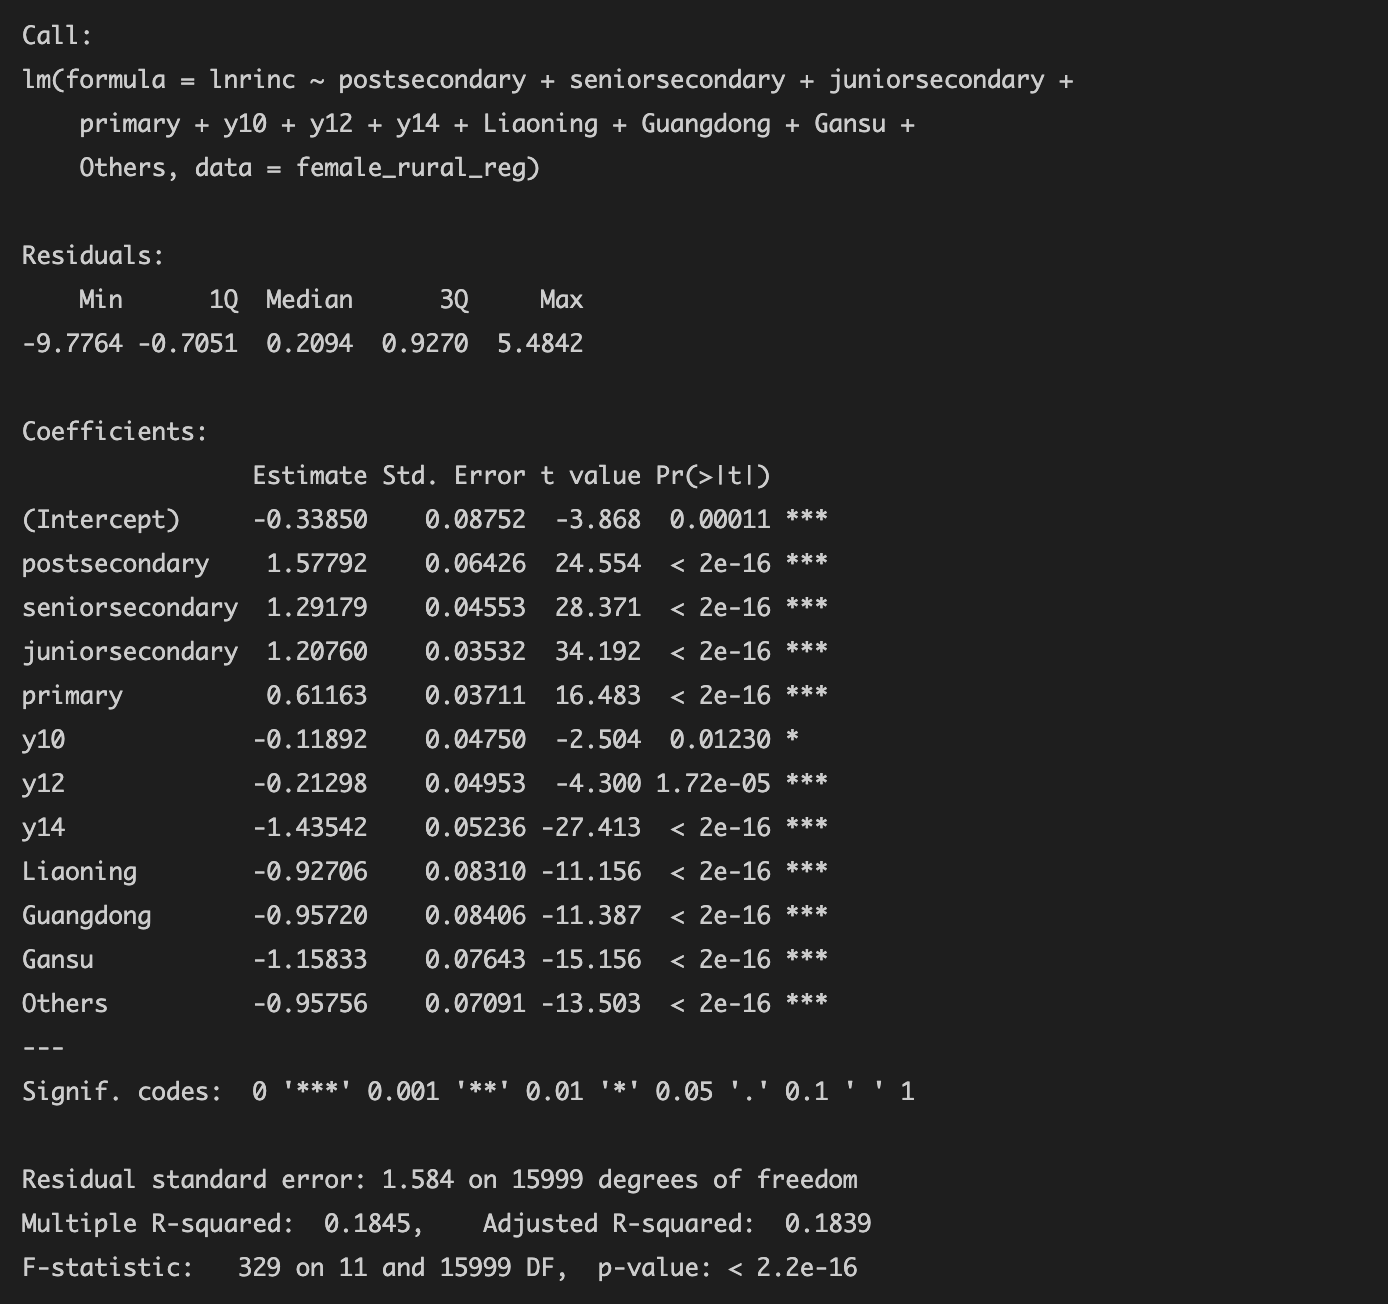 Call:
lm(formula = lnrinc ~ postsecondary + seniorsecondary + juniorsecondary +
    primary + y10 + y12 + y14 + Liaoning + Guangdong + Gansu +
    Others, data = female_rural_reg)

Residuals:
    Min      1Q  Median      3Q     Max
-9.7764 -0.7051  0.2094  0.9270  5.4842

Coefficients:
                Estimate Std. Error t value Pr(>|t|)
(Intercept)     -0.33850    0.08752  -3.868  0.00011 ***
postsecondary    1.57792    0.06426  24.554  < 2e-16 ***
seniorsecondary  1.29179    0.04553  28.371  < 2e-16 ***
juniorsecondary  1.20760    0.03532  34.192  < 2e-16 ***
primary          0.61163    0.03711  16.483  < 2e-16 ***
y10             -0.11892    0.04750  -2.504  0.01230 *
y12             -0.21298    0.04953  -4.300 1.72e-05 ***
y14             -1.43542    0.05236 -27.413  < 2e-16 ***
Liaoning        -0.92706    0.08310 -11.156  < 2e-16 ***
Guangdong       -0.95720    0.08406 -11.387  < 2e-16 ***
Gansu           -1.15833    0.07643 -15.156  < 2e-16 ***
Others          -0.95756    0.07091 -13.503  < 2e-16 ***
---
Signif. codes:  0 '***' 0.001 '**' 0.01 '*' 0.05 '.' 0.1 ' ' 1

Residual standard error: 1.584 on 15999 degrees of freedom
Multiple R-squared:  0.1845,    Adjusted R-squared:  0.1839
F-statistic:   329 on 11 and 15999 DF,  p-value: < 2.2e-16